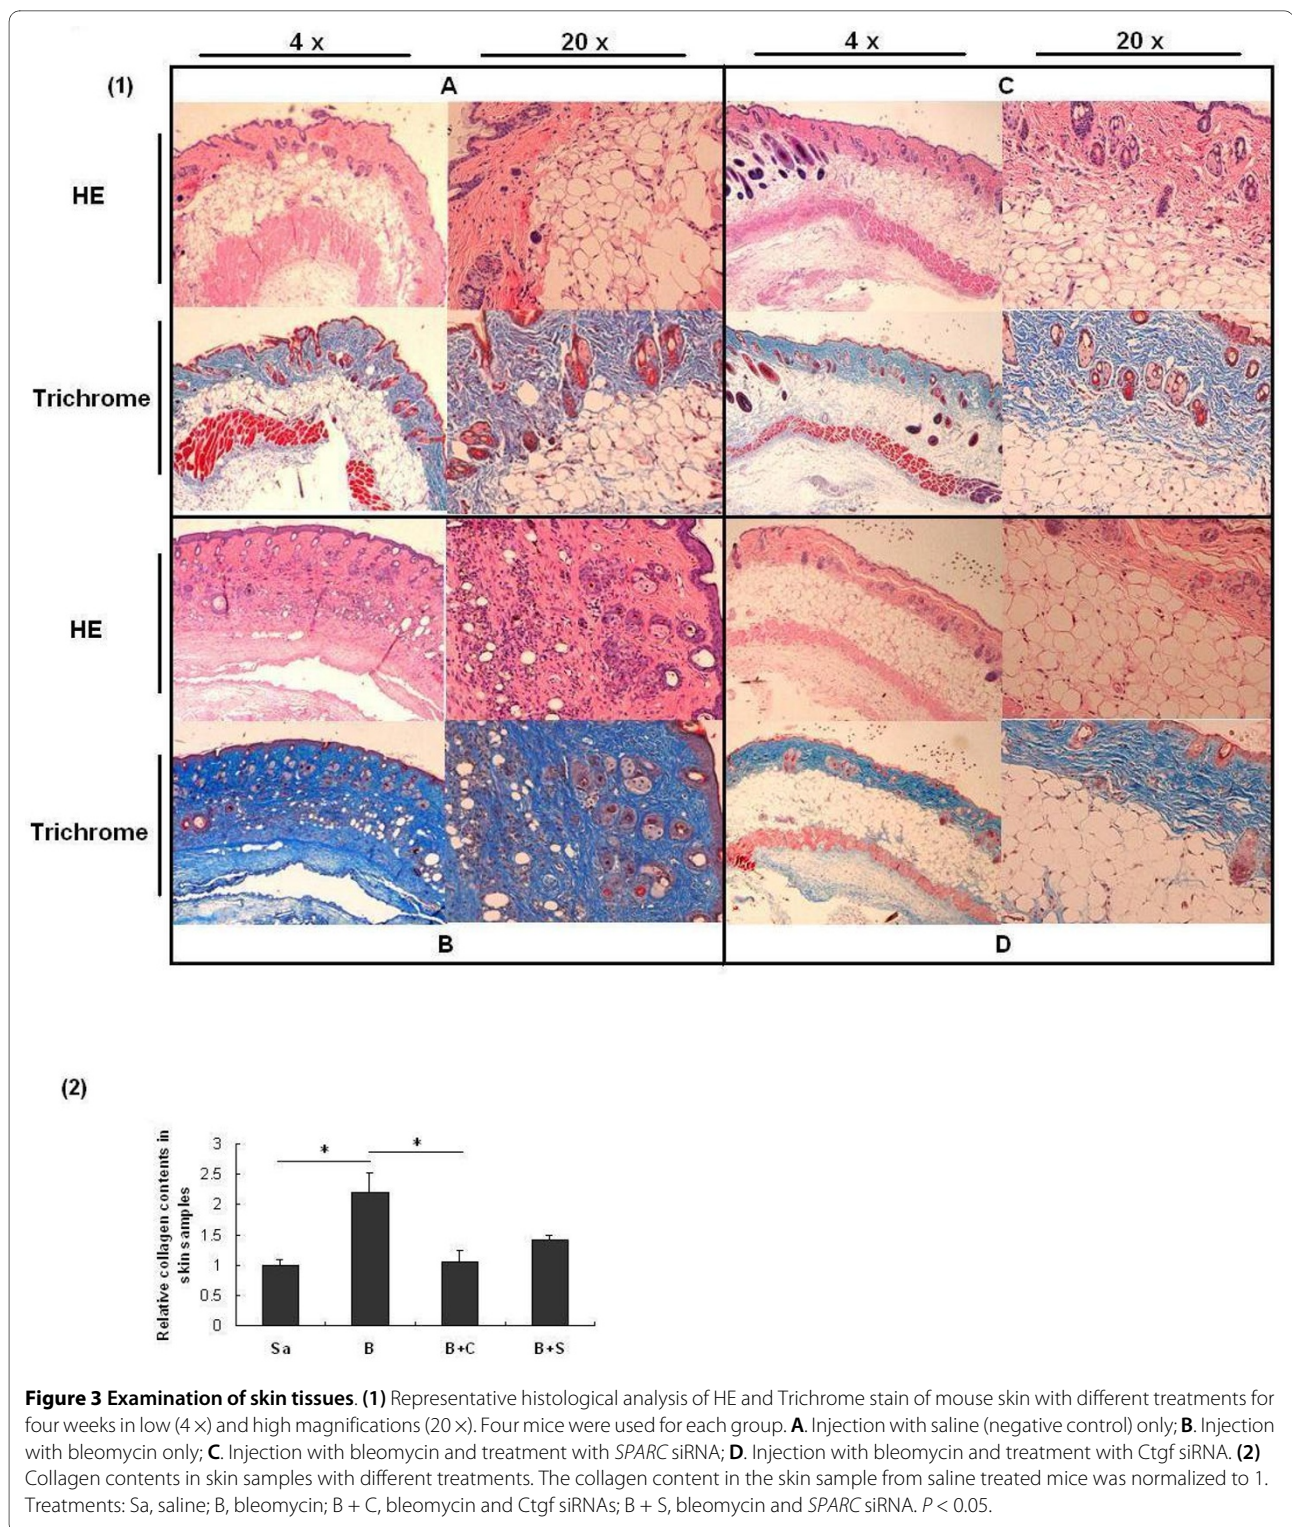 4 x 20 x 4 x 20 x
(1) A C
HE
Trichrome
HE
Trichrome
B D
(2)
Relative collagen contents in
skin samples
3
2.5
2
1.5
1
0.5
0
* *
Sa B B+C B+S
Figure 3 Examination of skin tissues. (1) Representative histological analysis of HE and Trichrome stain of mouse skin with different treatments for
four weeks in low (4 ×) and high magnifications (20 ×). Four mice were used for each group. A. Injection with saline (negative control) only; B. Injection
with bleomycin only; C. Injection with bleomycin and treatment with SPARC siRNA; D. Injection with bleomycin and treatment with Ctgf siRNA. (2)
Collagen contents in skin samples with different treatments. The collagen content in the skin sample from saline treated mice was normalized to 1.
Treatments: Sa, saline; B, bleomycin; B + C, bleomycin and Ctgf siRNAs; B + S, bleomycin and SPARC siRNA. P < 0.05.